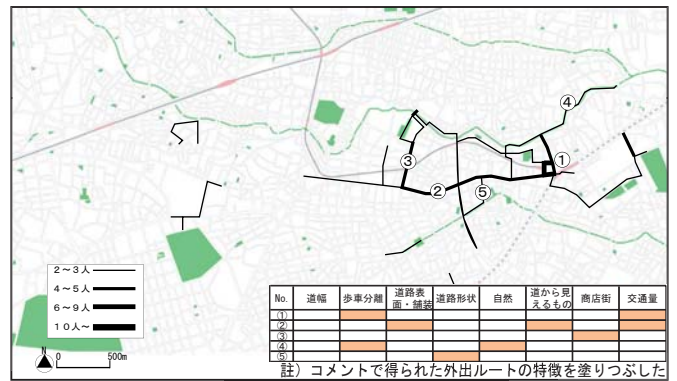 ④
①
③
②
⑤
2~3人
4~5人
6~9人
10人~
N
0 500m
No. 道幅 歩車分離 道路表面・舗装 道路形状 自然 道から見えるもの 商店街 交通量
①
②
③
④
⑤
註）コメントで得られた外出ルートの特徴を塗りつぶした